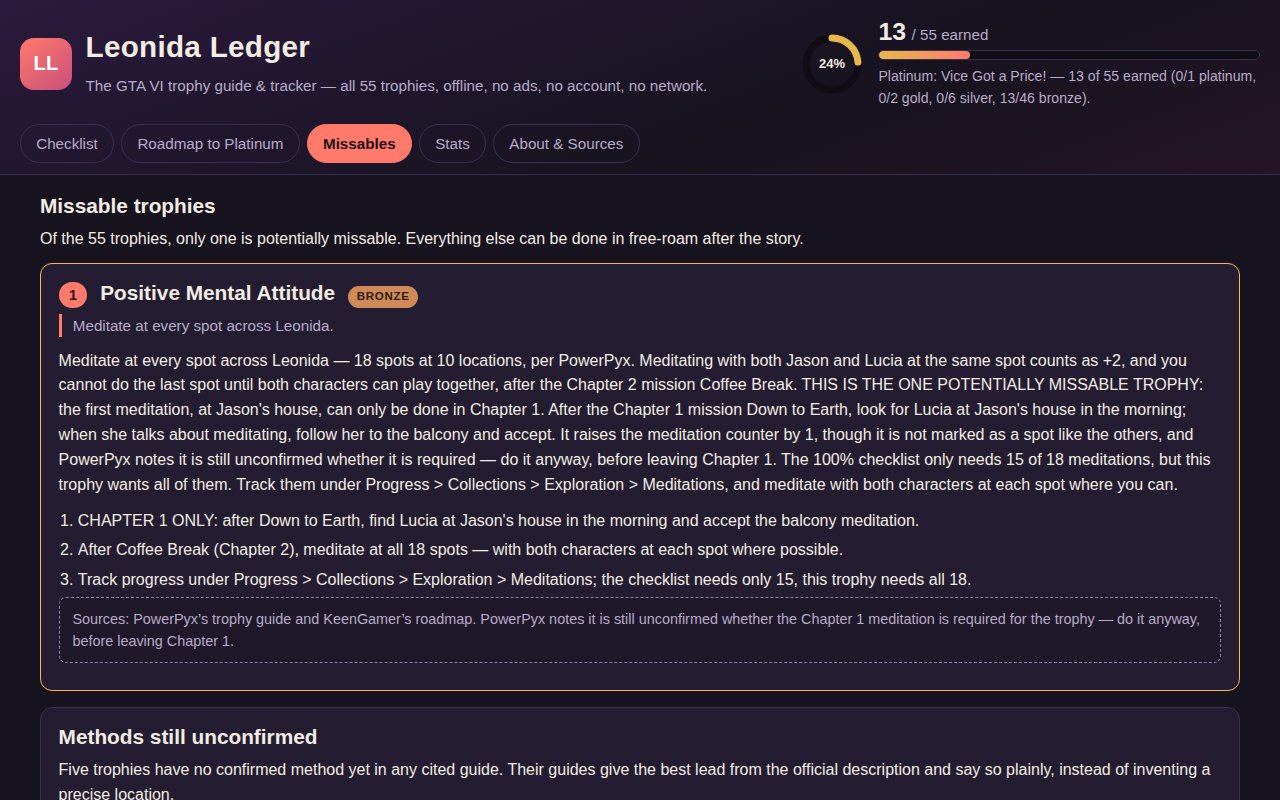 LL
Leonida Ledger
The GTA VI trophy guide & tracker — all 55 trophies, offline, no ads, no account, no network.
24%
13 / 55 earned
Platinum: Vice Got a Price! — 13 of 55 earned (0/1 platinum,
0/2 gold, 0/6 silver, 13/46 bronze).
Checklist
Roadmap to Platinum
Missables
Stats
About & Sources
Missable trophies
Of the 55 trophies, only one is potentially missable. Everything else can be done in free-roam after the story.
1 Positive Mental Attitude BRONZE
Meditate at every spot across Leonida.
Meditate at every spot across Leonida — 18 spots at 10 locations, per PowerPyx. Meditating with both Jason and Lucia at the same spot counts as +2, and you
cannot do the last spot until both characters can play together, after the Chapter 2 mission Coffee Break. THIS IS THE ONE POTENTIALLY MISSABLE TROPHY:
the first meditation, at Jason's house, can only be done in Chapter 1. After the Chapter 1 mission Down to Earth, look for Lucia at Jason's house in the morning;
when she talks about meditating, follow her to the balcony and accept. It raises the meditation counter by 1, though it is not marked as a spot like the others, and
PowerPyx notes it is still unconfirmed whether it is required — do it anyway, before leaving Chapter 1. The 100% checklist only needs 15 of 18 meditations, but this
trophy wants all of them. Track them under Progress > Collections > Exploration > Meditations, and meditate with both characters at each spot where you can.
1. CHAPTER 1 ONLY: after Down to Earth, find Lucia at Jason's house in the morning and accept the balcony meditation.
2. After Coffee Break (Chapter 2), meditate at all 18 spots — with both characters at each spot where possible.
3. Track progress under Progress > Collections > Exploration > Meditations; the checklist needs only 15, this trophy needs all 18.
Sources: PowerPyx’s trophy guide and KeenGamer’s roadmap. PowerPyx notes it is still unconfirmed whether the Chapter 1 meditation is required for the trophy — do it anyway,
before leaving Chapter 1.
Methods still unconfirmed
Five trophies have no confirmed method yet in any cited guide. Their guides give the best lead from the official description and say so plainly, instead of inventing a
precise location.